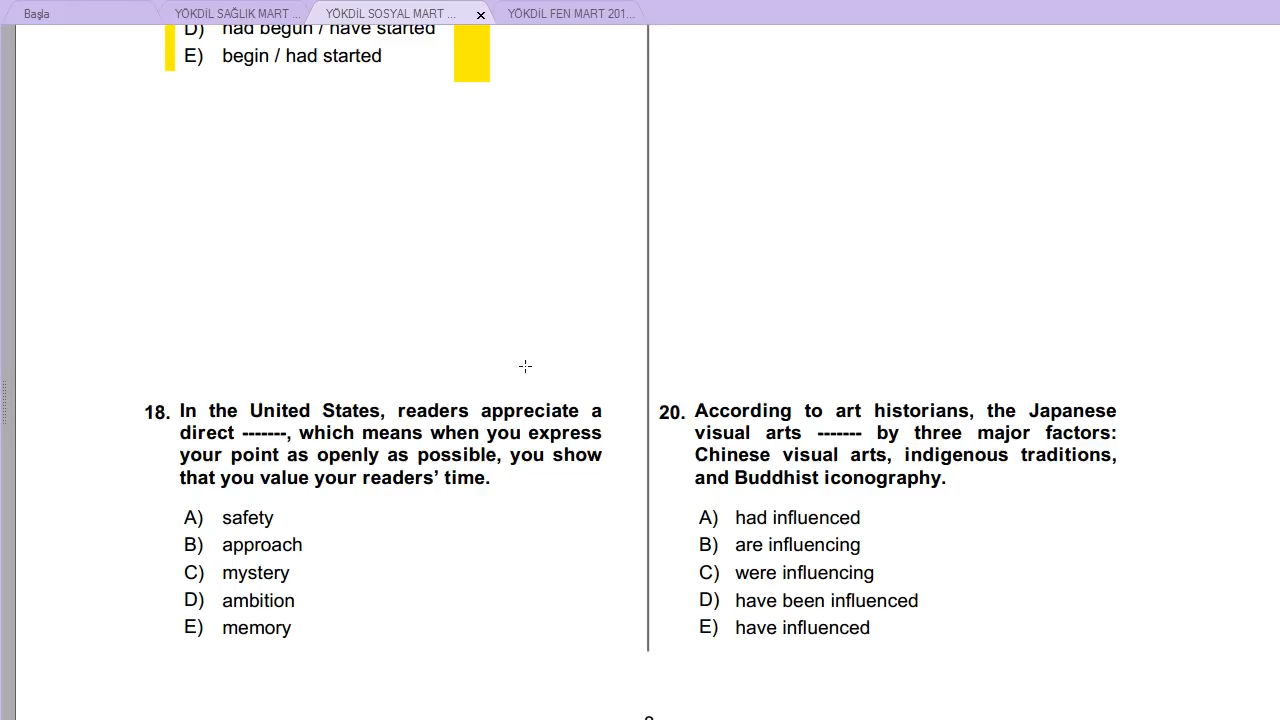 Başla
YÖKDİL SAĞLIK MART ...
YÖKDİL SOSYAL MART ...
x
YÖKDİL FEN MART 201...
D) had begun / have started
E) begin / had started
18. In the United States, readers appreciate a
direct -------, which means when you express
your point as openly as possible, you show
that you value your readers’ time.
A) safety
B) approach
C) mystery
D) ambition
E) memory
20. According to art historians, the Japanese
visual arts ------- by three major factors:
Chinese visual arts, indigenous traditions,
and Buddhist iconography.
A) had influenced
B) are influencing
C) were influencing
D) have been influenced
E) have influenced